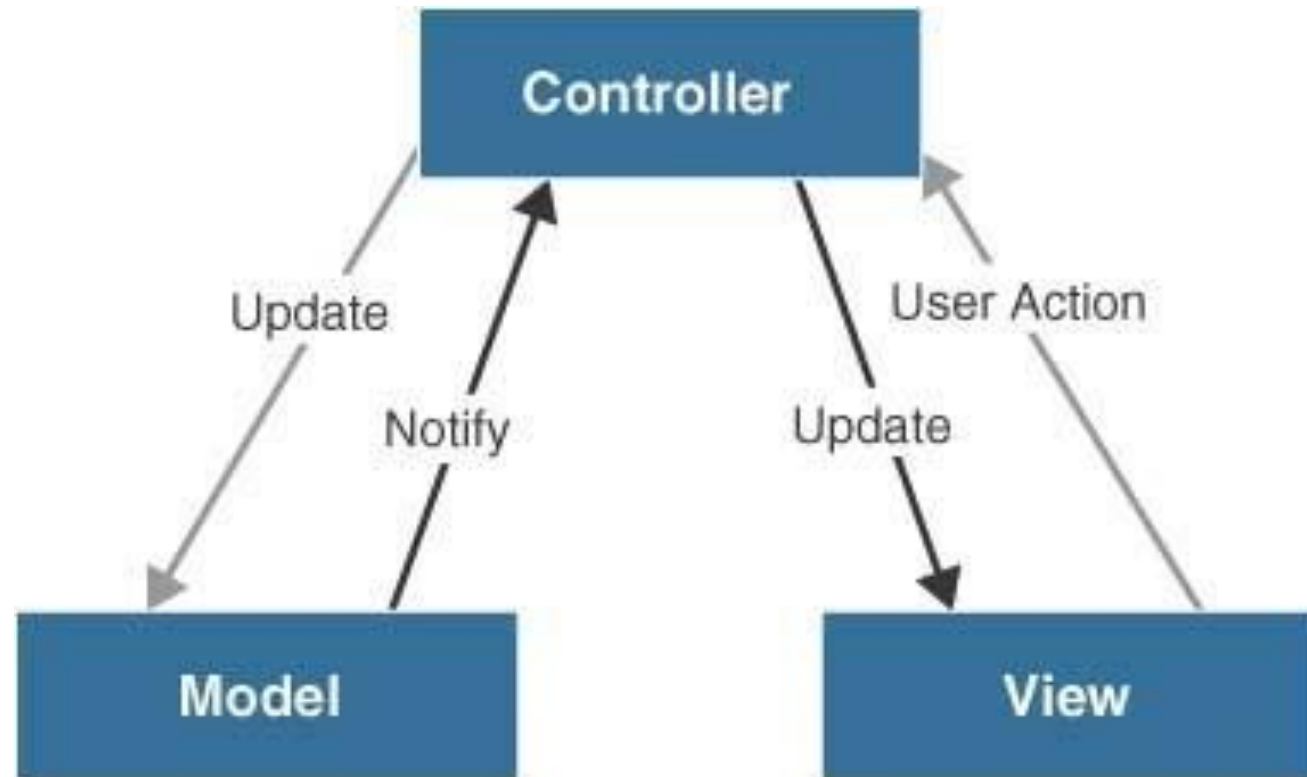 Controller
Update
User Action
Notify
Update
Model
View